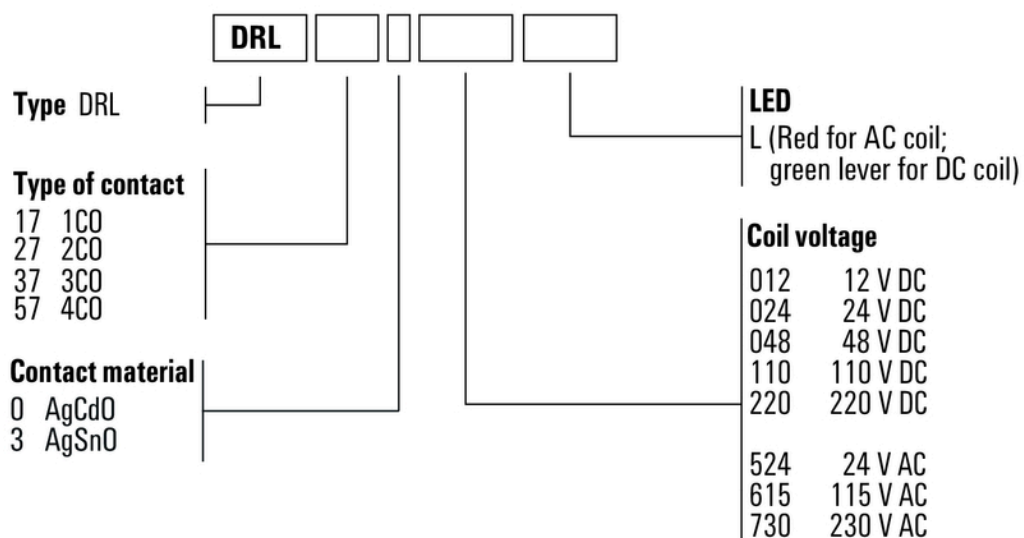 DRL
Type DRL
Type of contact
17 1CO
27 2CO
37 3CO
57 4CO
Contact material
0 AgCdO
3 AgSnO
LED
L (Red for AC coil;
green lever for DC coil)
Coil voltage
012 12 V DC
024 24 V DC
048 48 V DC
110 110 V DC
220 220 V DC
524 24 V AC
615 115 V AC
730 230 V AC